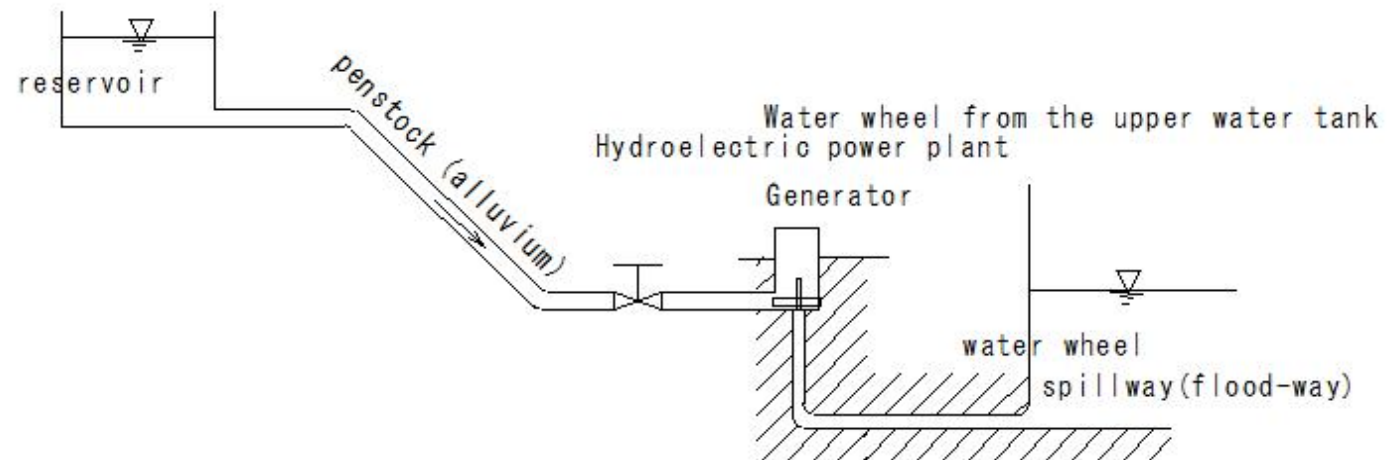 reservoir
penstock (alluvium)
Water wheel from the upper water tank
Hydroelectric power plant
Generator
water wheel
spillway(flood-way)